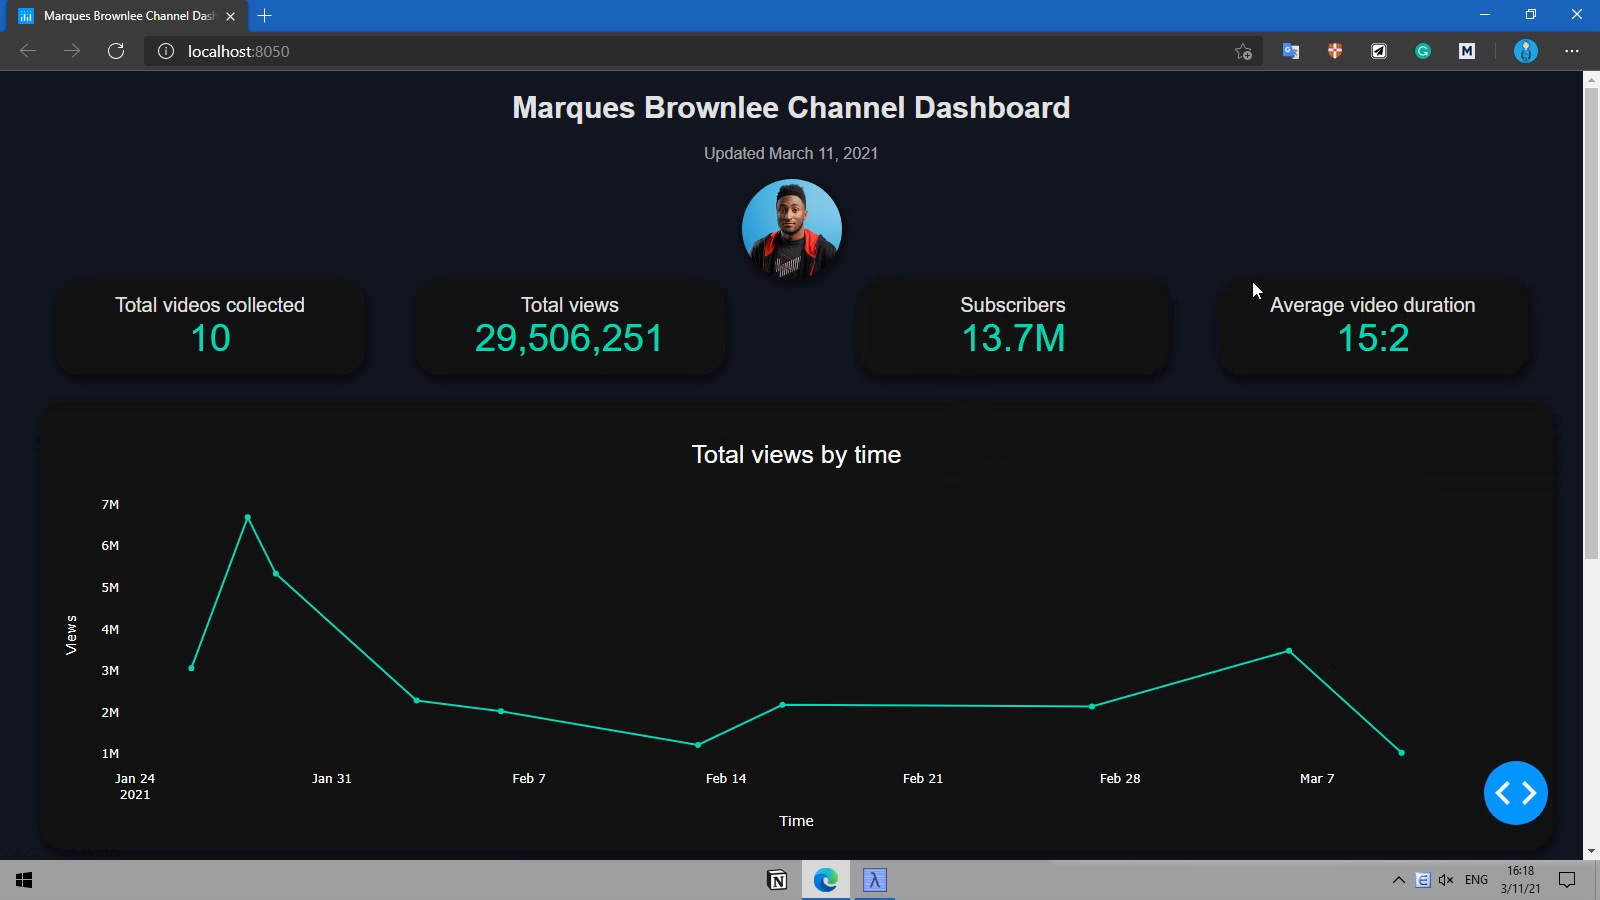 Marques Brownlee Channel Das
localhost:8050
Marques Brownlee Channel Dashboard
Updated March 11, 2021
Total videos collected
10
Total views
29,506,251
Subscribers
13.7M
Average video duration
15:2
Total views by time
7M
6M
5M
4M
3M
2M
1M
Views
Jan 24
2021
Jan 31
Feb 7
Feb 14
Feb 21
Feb 28
Mar 7
Time
ENG
16:18
3/11/21